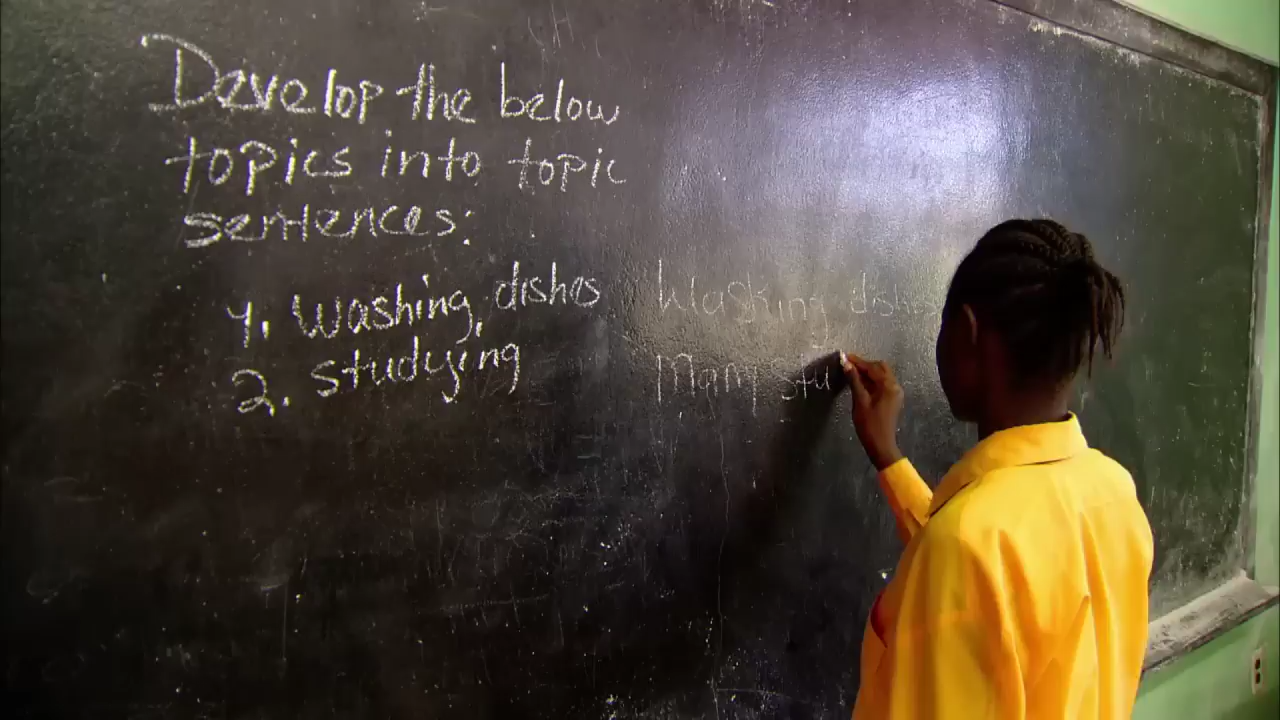 Develop the below
topics into topic
sentences:
1. washing dishes
2. studying
Washing dishes
Many stu